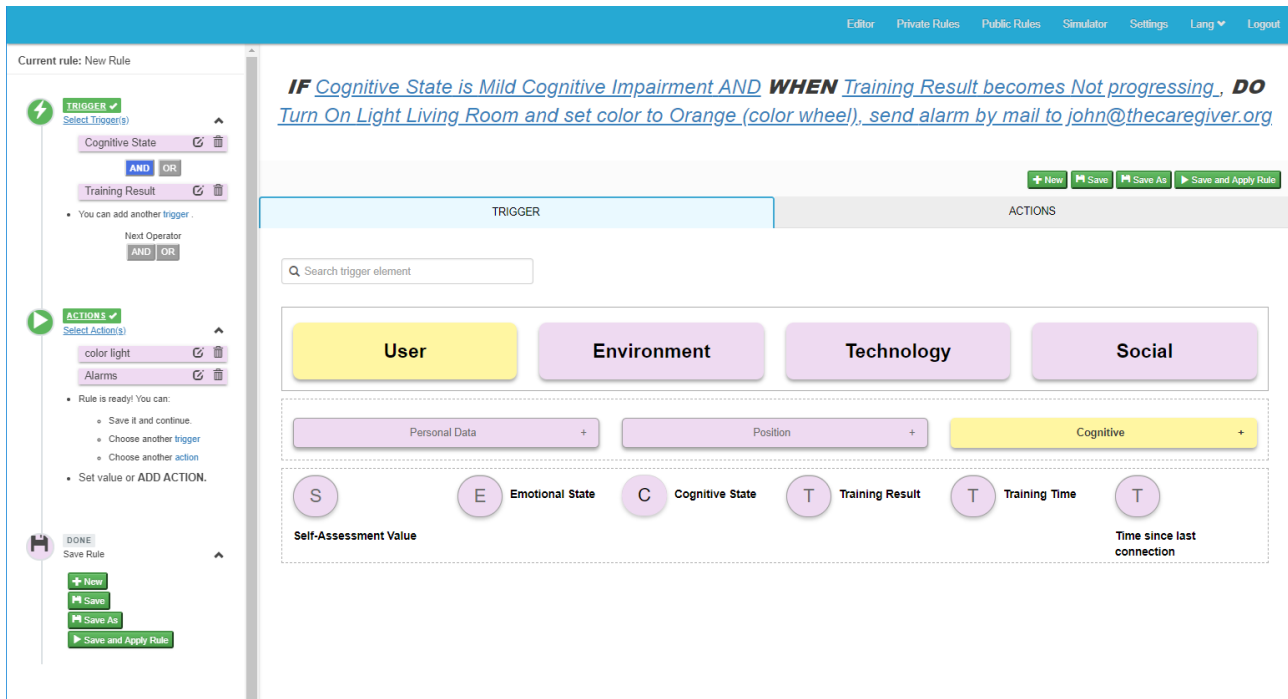 Editor Private Rules Public Rules Simulator Settings Lang Logout
Current rule: New Rule
TRIGGER
Select Trigger(s)
Cognitive State
AND OR
Training Result
You can add another trigger .
Next Operator
AND OR
ACTIONS
Select Action(s)
color light
Alarms
Rule is ready! You can:
Save it and continue.
Choose another trigger
Choose another action
Set value or ADD ACTION.
DONE
Save Rule
New
Save
Save As
Save and Apply Rule
IF Cognitive State is Mild Cognitive Impairment AND WHEN Training Result becomes Not progressing , DO
Turn On Light Living Room and set color to Orange (color wheel), send alarm by mail to john@thecaregiver.org
New Save Save As Save and Apply Rule
TRIGGER ACTIONS
Search trigger element
User Environment Technology Social
Personal Data + Position + Cognitive +
S E Emotional State C Cognitive State T Training Result T Training Time T
Self-Assessment Value Time since last
connection